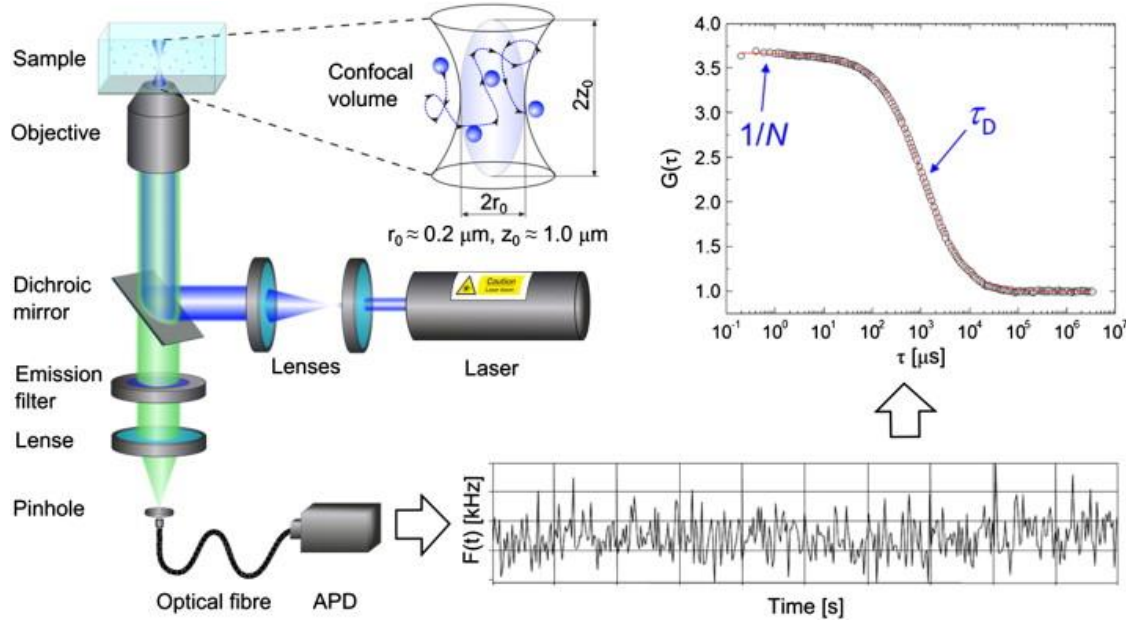 Sample
Objective
Dichroic
mirror
Emission
filter
Lense
Pinhole
Optical fibre
APD
Lenses
Laser
Caution
Confocal
volume
2z₀
2r₀
r₀ ≈ 0.2 μm, z₀ ≈ 1.0 μm
G(τ)
4.0
3.5
3.0
2.5
2.0
1.5
1.0
1/N
τD
10⁻¹ 10⁰ 10¹ 10² 10³ 10⁴ 10⁵ 10⁶ 10⁷
τ [μs]
F(t) [kHz]
Time [s]